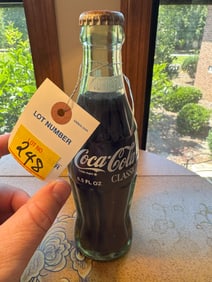 LOT NUMBER
248
Coca-Cola
CLASSIC
6.5 FL OZ